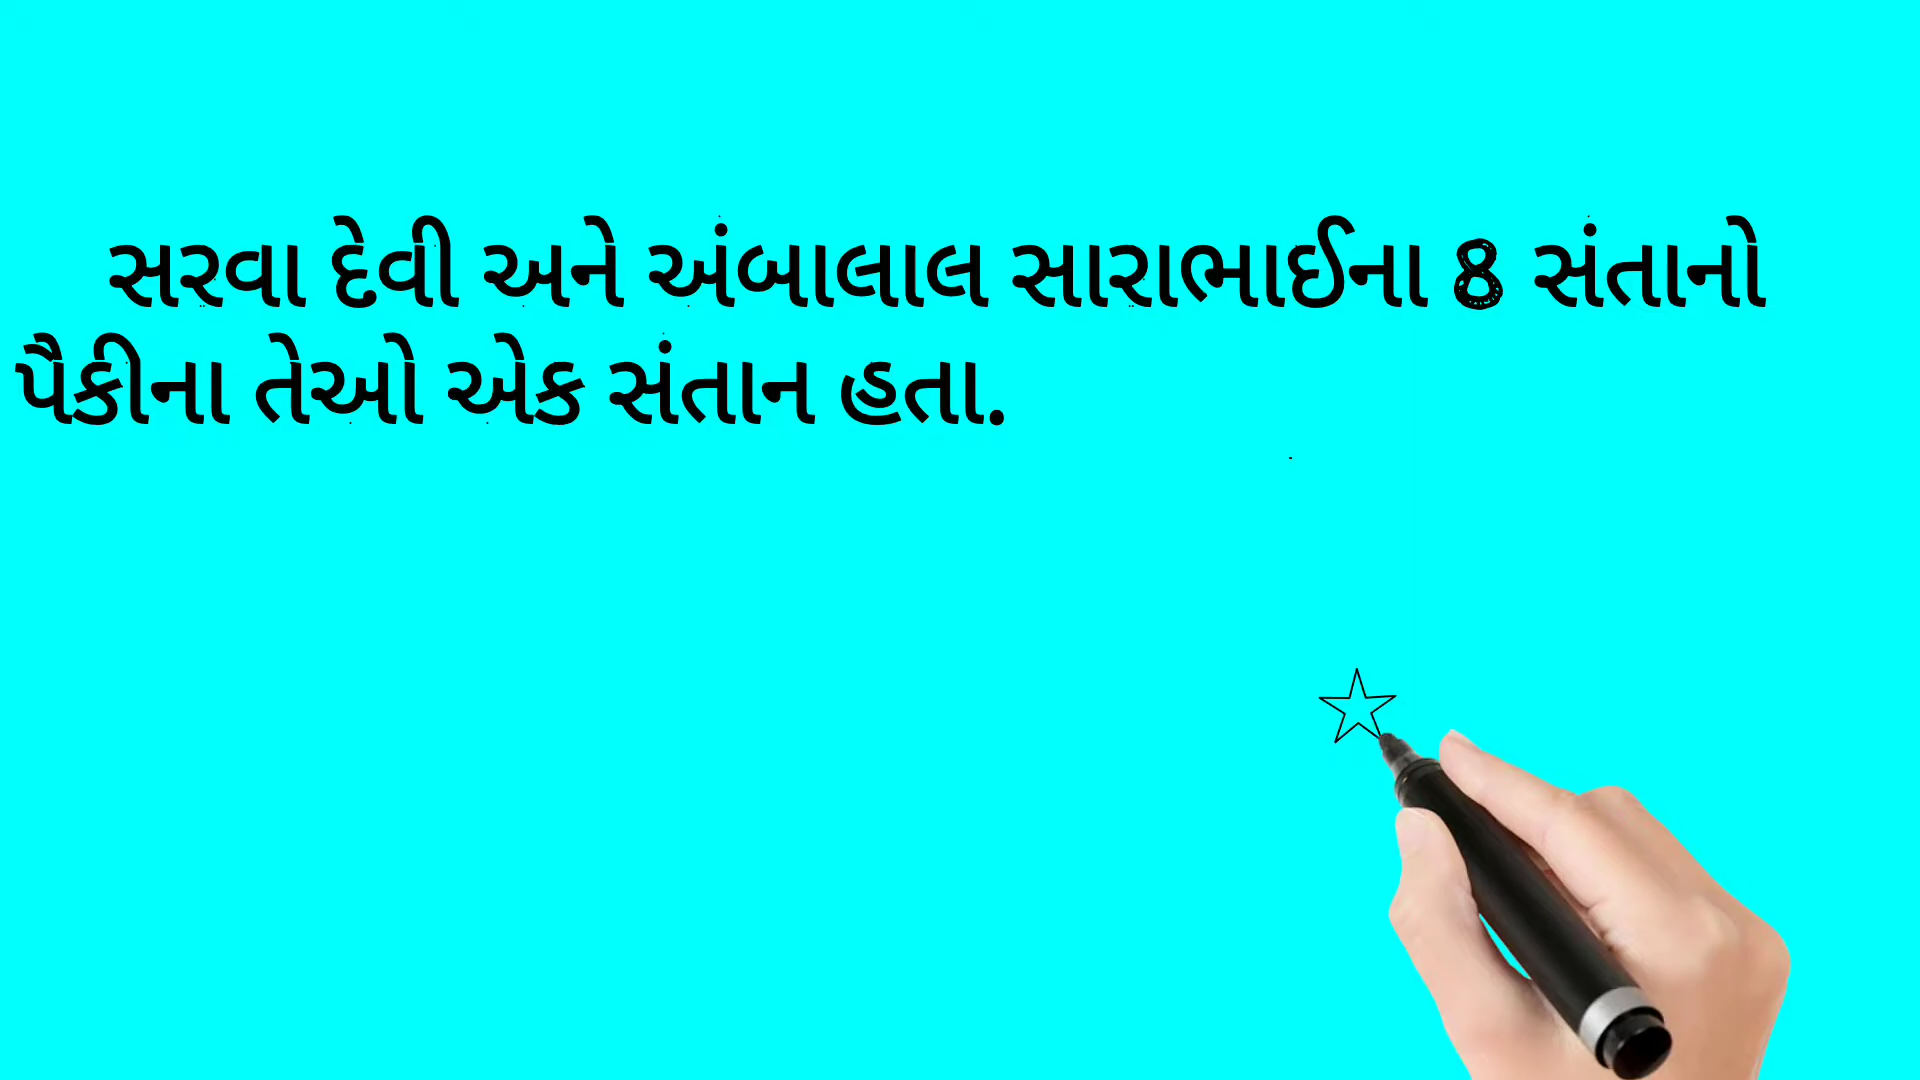 સરવા દેવી અને અંબાલાલ સારાભાઈના 8 સંતાનો
પૈકીના તેઓ એક સંતાન હતા.